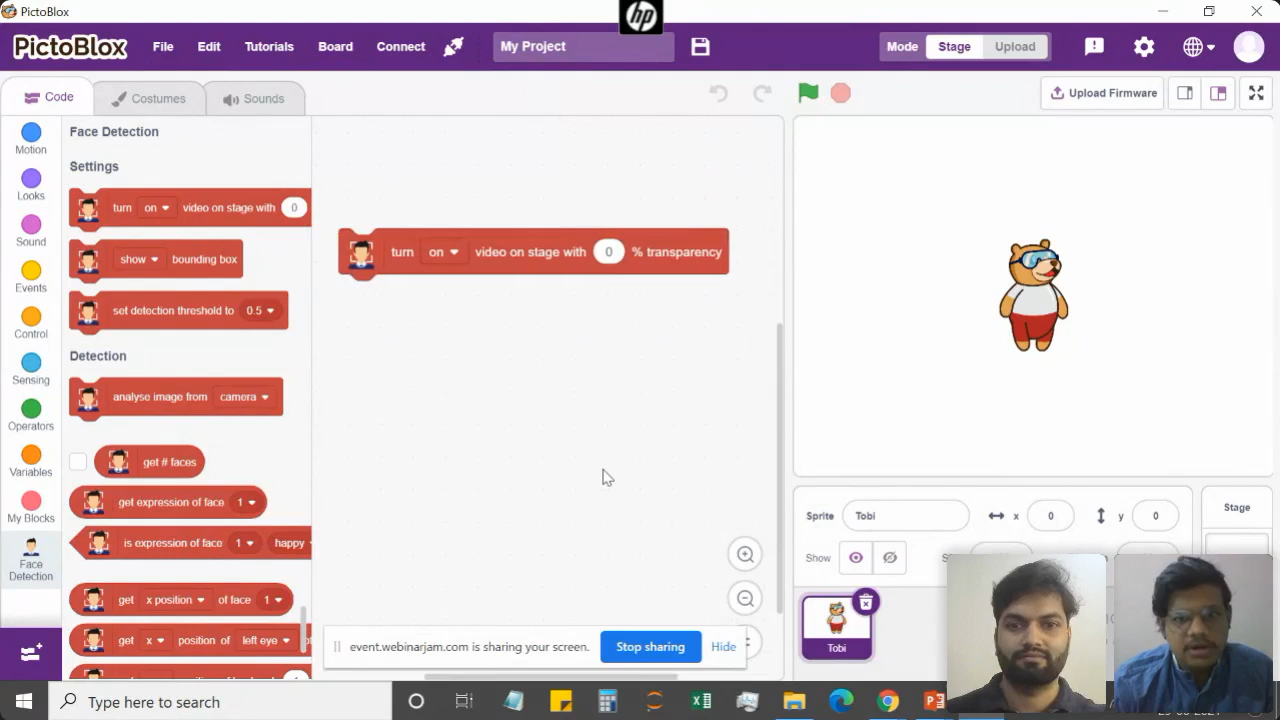 PictoBlox
hp
PictoBlox File Edit Tutorials Board Connect My Project Mode Stage Upload
Code Costumes Sounds Upload Firmware
Motion
Looks
Sound
Events
Control
Sensing
Operators
Variables
My Blocks
Face
Detection
Face Detection
Settings
turn on video on stage with 0
show bounding box
set detection threshold to 0.5
Detection
analyse image from camera
get # faces
get expression of face 1
is expression of face 1 happy
get x position of face 1
get x position of left eye
turn on video on stage with 0 % transparency
event.webinarjam.com is sharing your screen. Stop sharing Hide
Sprite Tobi x 0 y 0
Show
Tobi
Stage
Type here to search